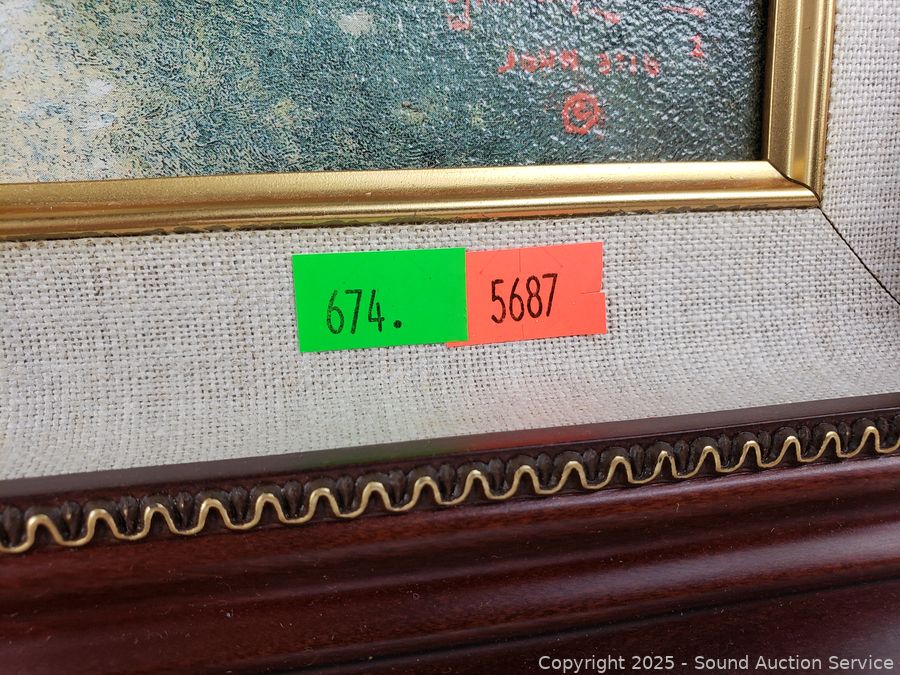 JOHN 3:16
674.
5687
Copyright © 2025 - Sound Auction Service